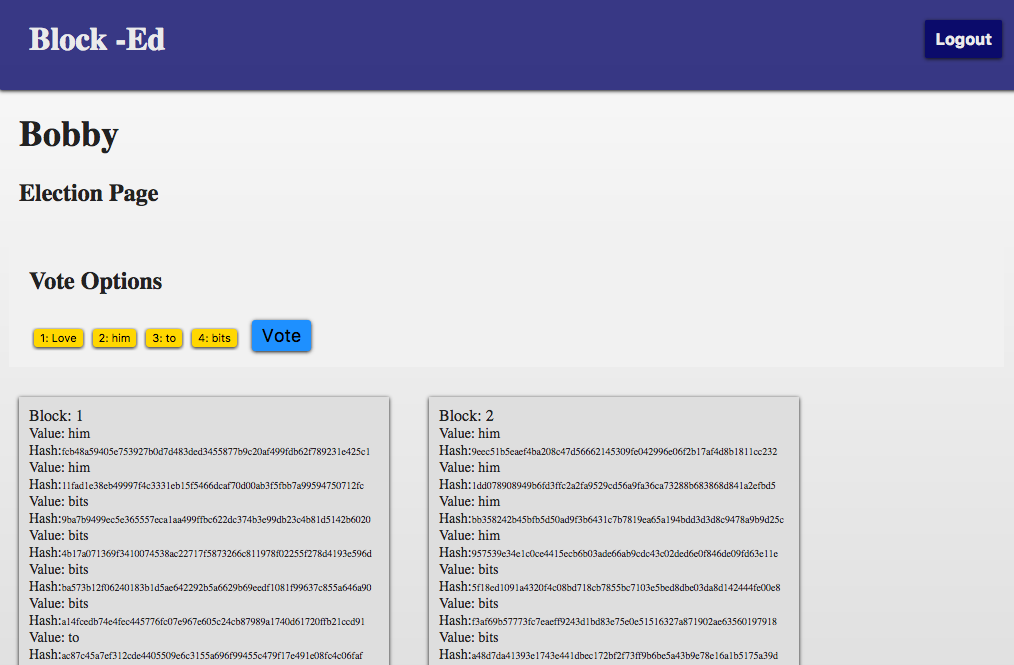 Block -Ed
Logout
Bobby
Election Page
Vote Options
1: Love
2: him
3: to
4: bits
Vote
Block: 1
Value: him
Hash:fcb48a59405e753927b0d7d483ded3455877b9c20af499fdb62f789231e425c1
Value: him
Hash:11fad1e38eb49997f4c3331eb15f5466dcaf70d00ab3f5fbb7a99594750712fc
Value: bits
Hash:9ba7b9499ec5e365557eca1aa499ffbc622dc374b3e99db23c4b81d5142b6020
Value: bits
Hash:4b17a071369f3410074538ac22717f5873266c811978f02255f278d4193e596d
Value: bits
Hash:ba573b12f06240183b1d5ae642292b5a6629b69eedf1081f99637c855a646a90
Value: bits
Hash:a14fcedb74e4fec445776fc07e967e605c24cb87989a1740d61720ffb21ccd91
Value: to
Hash:ac87c45a7ef312cde4405509e6c3155a696f99455c479f17e491e08fc4c06faf
Block: 2
Value: him
Hash:9eec51b5eaef4ba208c47d56662145309fe042996e06f2b17af4d8b1811cc232
Value: him
Hash:1dd078908949b6fd3ffc2a2fa9529cd56a9fa36ca73288b683868d841a2efbd5
Value: him
Hash:bb358242b45bfb5d50ad9f3b6431c7b7819ea65a194bdd3d3d8c9478a9b9d25c
Value: him
Hash:957539e34e1c0ce4415ecb6b03ade66ab9cdc43c02ded6e0f846de09fd63e11e
Value: bits
Hash:5f18ed1091a4320f4c08bd718cb7855bc7103e5bed8dbe03da8d142444fe00e8
Value: bits
Hash:f3af69b57773fc7eaeff9243d1bd83e75e0e51516327a871902ae63560197918
Value: bits
Hash:a48d7da41393e1743e441dbec172bf2f73ff9b6be5a43b9e78e16a1b5175a39d